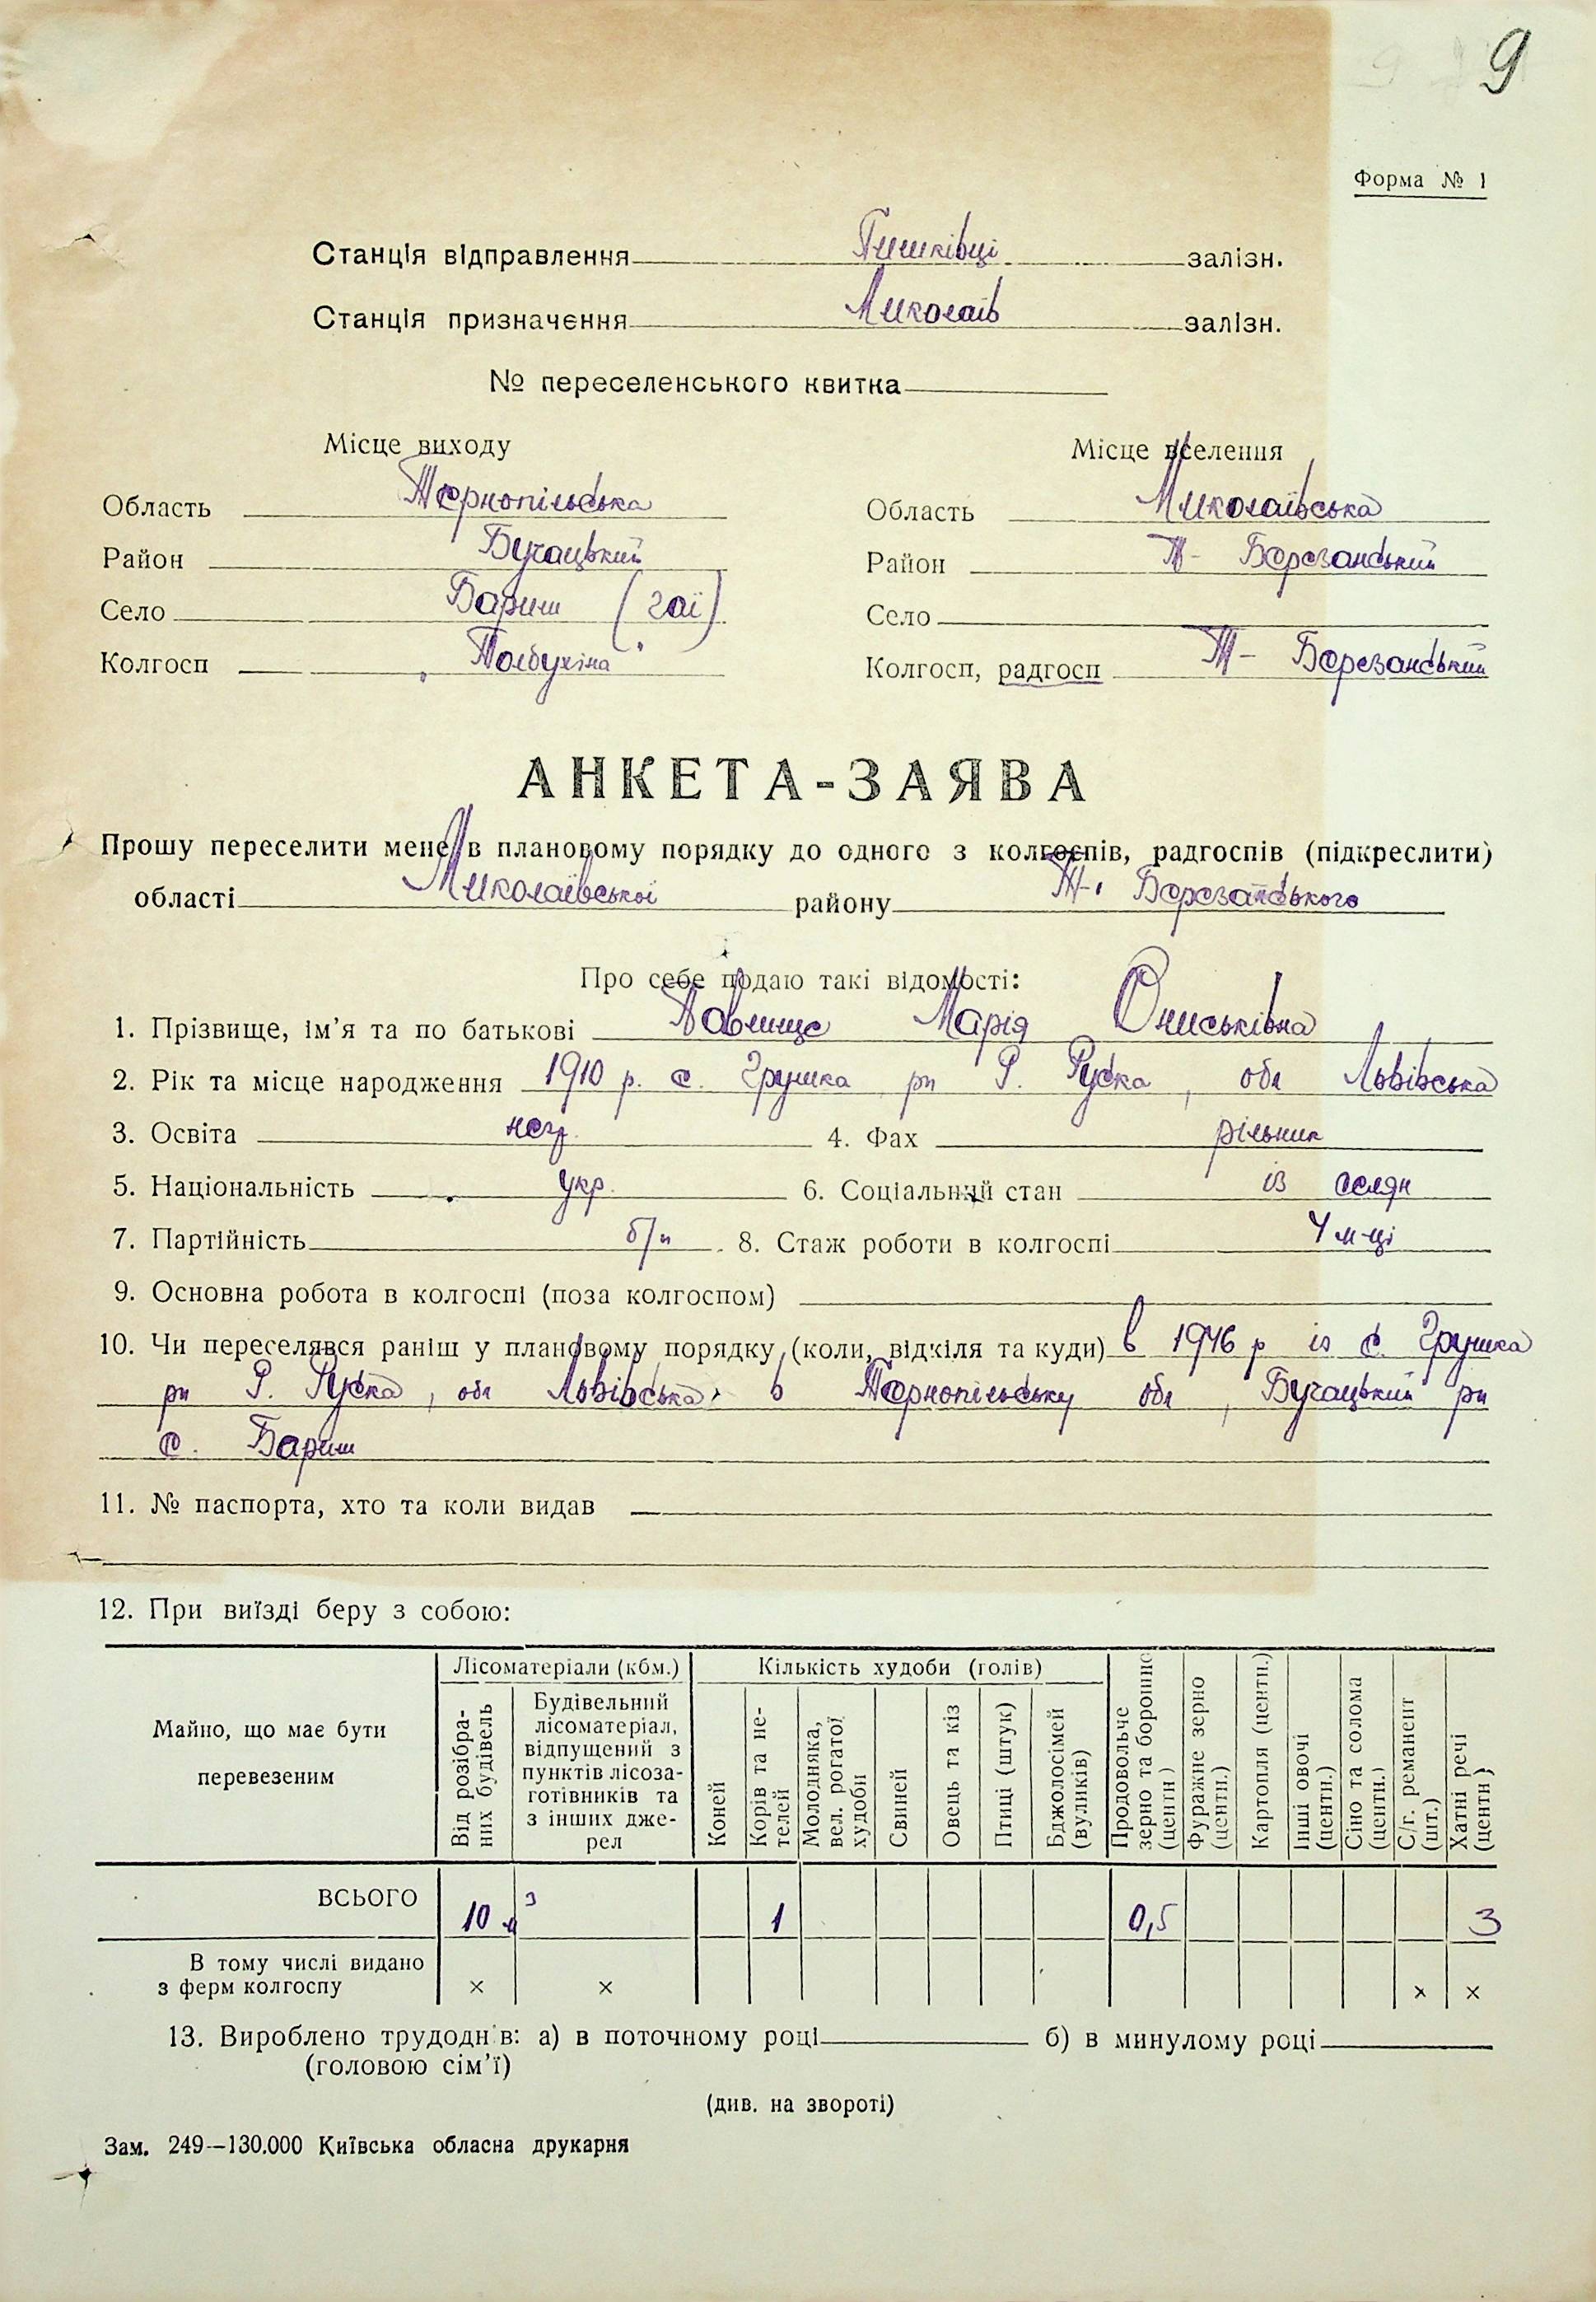 9
Форма № 1
Станція відправлення Пишківці залізн.
Станція призначення Миколаїв залізн.
№ переселенського квитка
Місце виходу
Область Тернопільська
Район Бучацький
Село Бариш (гаї)
Колгосп „Толбухіна"
Місце вселення
Область Миколаївська
Район Т- Березанський
Село
Колгосп, радгосп Т- Березанський
АНКЕТА-ЗАЯВА
Прошу переселити мене в плановому порядку до одного з колгоспів, радгоспів (підкреслити)
області Миколаївської району Т-. Березанського
Про себе подаю такі відомості:
1. Прізвище, ім’я та по батькові Павлище Марія Ониськівна
2. Рік та місце народження 1910 р. с. Грушка рн Р. Руська, обл Львівська
3. Освіта негр. 4. Фах рільник
5. Національність укр. 6. Соціальний стан із селян
7. Партійність б/п 8. Стаж роботи в колгоспі 4 м-ці
9. Основна робота в колгоспі (поза колгоспом)
10. Чи переселявся раніш у плановому порядку (коли, відкіля та куди) в 1946 р із с. Грушка
рн Р. Руська, обл Львівська в Тернопільську обл, Бучацький рн
с. Бариш
11. № паспорта, хто та коли видав
12. При виїзді беру з собою:
Майно, що має бути перевезеним
Лісоматеріали (кбм.)
Від розібраних будівель
Будівельний лісоматеріал, відпущений з пунктів лісозаготівників та з інших джерел
Кількість худоби (голів)
Коней
Корів та нетелей
Молодняка, вел. рогатої худоби
Свиней
Овець та кіз
Птиці (штук)
Бджолосімей (вуликів)
Продовольче зерно та борошно (центн)
Фуражне зерно (центн.)
Картопля (центн.)
Інші овочі (центн.)
Сіно та солома (центн.)
С/г. реманент (шт.)
Хатні речі (центн)
ВСЬОГО 10 м³ 1 0,5 3
В тому числі видано з ферм колгоспу × × × ×
13. Вироблено трудоднів: а) в поточному році б) в минулому році
(головою сім’ї)
(див. на звороті)
Зам. 249—130.000 Київська обласна друкарня